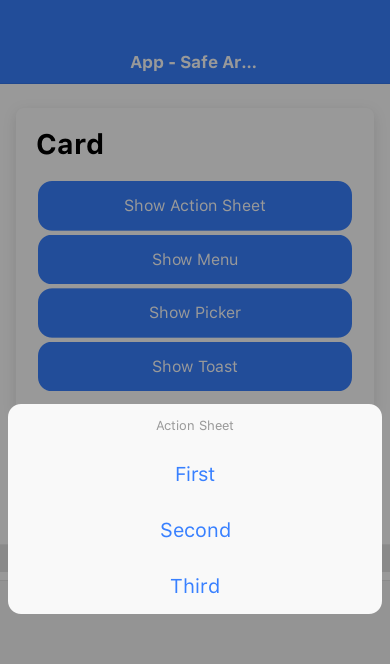 App - Safe Ar...
Card
Show Action Sheet
Show Menu
Show Picker
Show Toast
Action Sheet
First
Second
Third